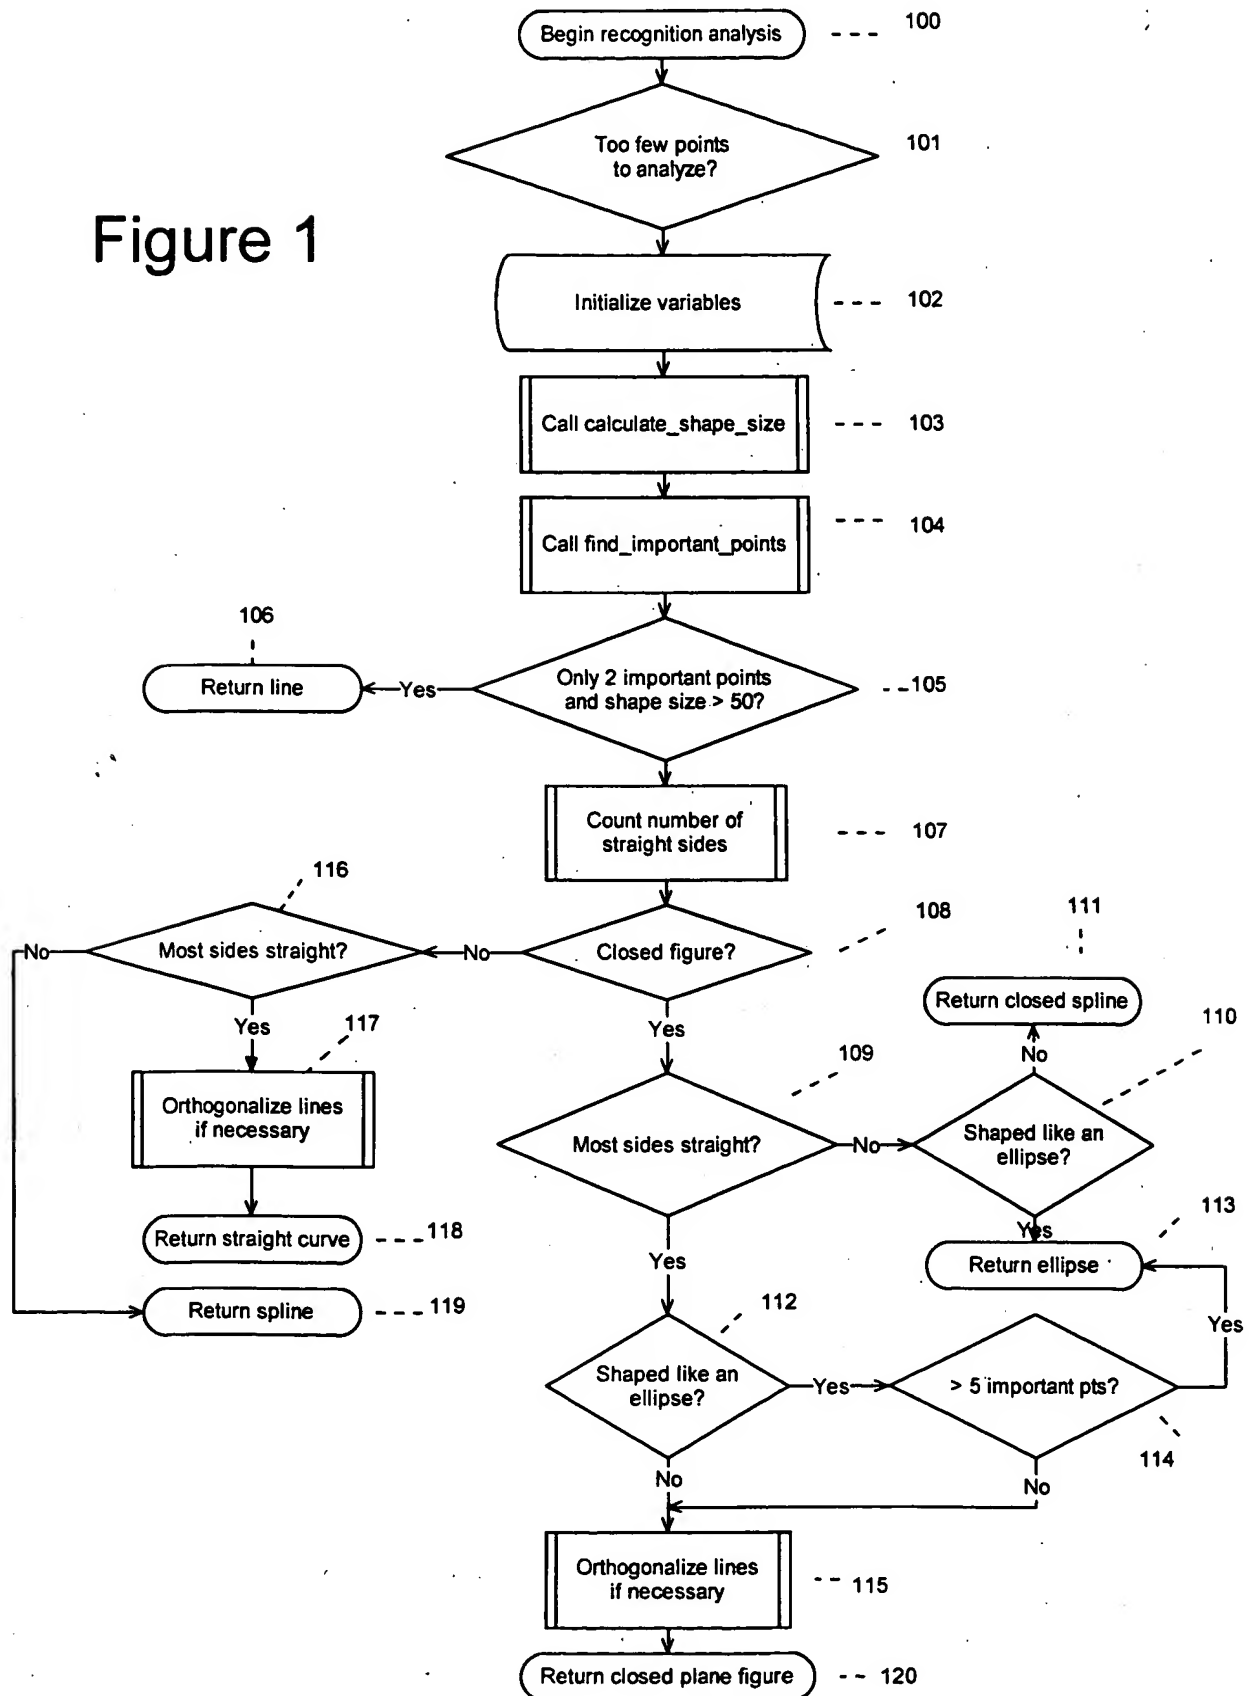 Begin recognition analysis
100
Too few points
to analyze?
101
Figure 1
Initialize variables
102
Call calculate_shape_size
103
Call find_important_points
104
106
Return line
Yes
Only 2 important points
and shape size > 50?
105
Count number of
straight sides
107
116
108
111
No
Most sides straight?
No
Closed figure?
Return closed spline
110
Yes
117
Yes
109
No
Orthogonalize lines
if necessary
Most sides straight?
No
Shaped like an
ellipse?
113
Return straight curve
118
Yes
Yes
Return ellipse
Return spline
119
112
Yes
Shaped like an
ellipse?
Yes
> 5 important pts?
114
No
No
Orthogonalize lines
if necessary
115
Return closed plane figure
120